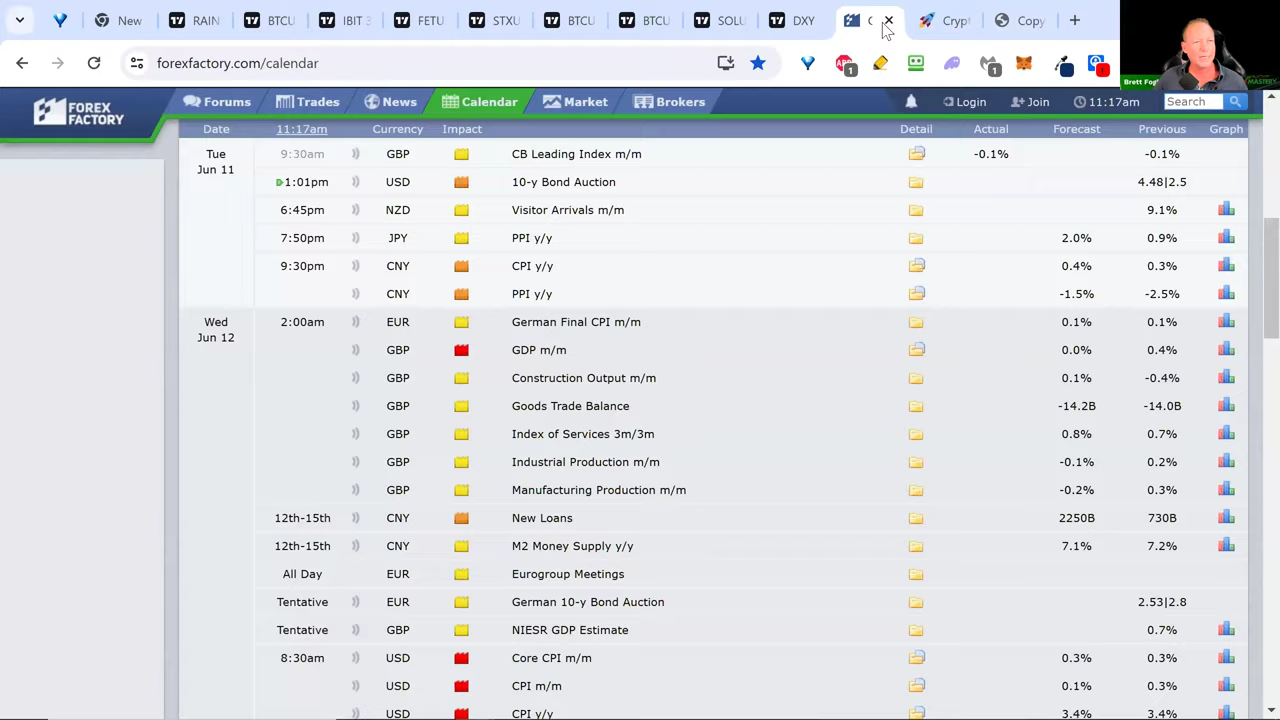 New
RAIN
BTCU
IBIT 3
FETU
STXU
BTCU
BTCU
SOLU
DXY
Crypt
Copy
forexfactory.com/calendar
1
1
Brett Fog
MASTERY
FOREX
FACTORY
Forums
Trades
News
Calendar
Market
Brokers
Login
Join
11:17am
Search
Date 11:17am Currency Impact Detail Actual Forecast Previous Graph
Tue
Jun 11
9:30am GBP CB Leading Index m/m -0.1% -0.1%
1:01pm USD 10-y Bond Auction 4.48|2.5
6:45pm NZD Visitor Arrivals m/m 9.1%
7:50pm JPY PPI y/y 2.0% 0.9%
9:30pm CNY CPI y/y 0.4% 0.3%
CNY PPI y/y -1.5% -2.5%
Wed
Jun 12
2:00am EUR German Final CPI m/m 0.1% 0.1%
GBP GDP m/m 0.0% 0.4%
GBP Construction Output m/m 0.1% -0.4%
GBP Goods Trade Balance -14.2B -14.0B
GBP Index of Services 3m/3m 0.8% 0.7%
GBP Industrial Production m/m -0.1% 0.2%
GBP Manufacturing Production m/m -0.2% 0.3%
12th-15th CNY New Loans 2250B 730B
12th-15th CNY M2 Money Supply y/y 7.1% 7.2%
All Day EUR Eurogroup Meetings
Tentative EUR German 10-y Bond Auction 2.53|2.8
Tentative GBP NIESR GDP Estimate 0.7%
8:30am USD Core CPI m/m 0.3% 0.3%
USD CPI m/m 0.1% 0.3%
USD CPI y/y 3.4% 3.4%